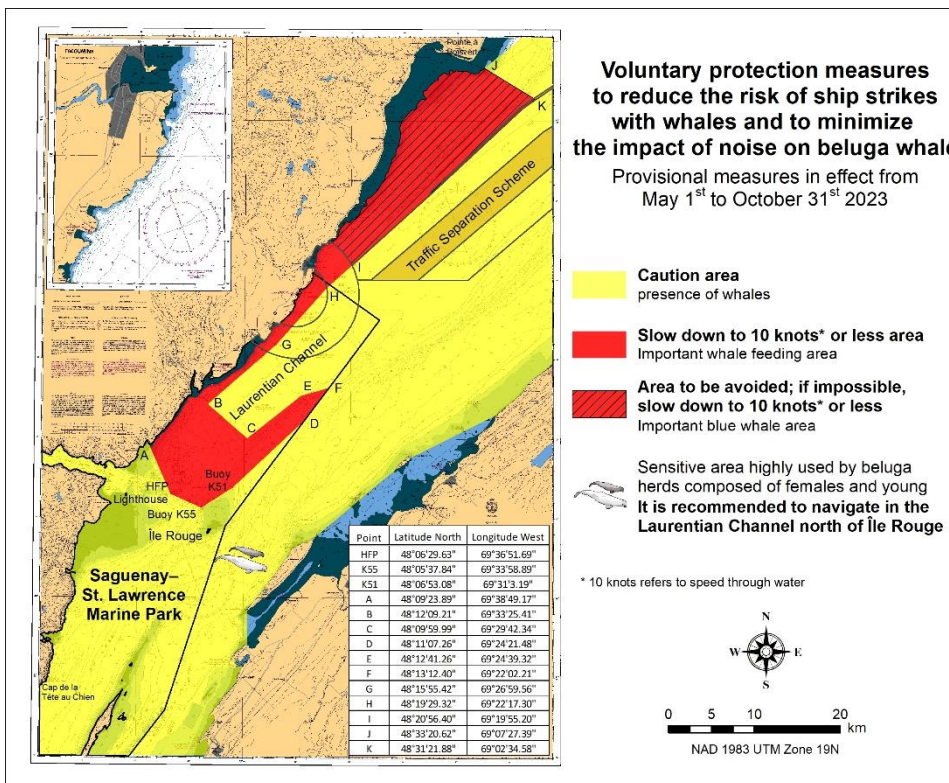 Voluntary protection measures
to reduce the risk of ship strikes
with whales and to minimize
the impact of noise on beluga whale
Provisional measures in effect from
May 1st to October 31st 2023
Caution area
presence of whales
Slow down to 10 knots* or less area
Important whale feeding area
Area to be avoided; if impossible,
slow down to 10 knots* or less
Important blue whale area
Sensitive area highly used by beluga
herds composed of females and young
It is recommended to navigate in the
Laurentian Channel north of Île Rouge
* 10 knots refers to speed through water
N
W E
S
0 5 10 20
km
NAD 1983 UTM Zone 19N
Pointe à
Boisvert
J
K
Traffic Separation Scheme
I
H
G
Laurentian Channel
E
F
B
D
C
A
Buoy
K51
HFP
Lighthouse
Buoy K55
Île Rouge
Saguenay–
St. Lawrence
Marine Park
Cap de la
Tête au Chien
Point Latitude North Longitude West
HFP 48°06'29.63" 69°36'51.69"
K55 48°05'37.84" 69°33'58.89"
K51 48°06'53.08" 69°31'3.19"
A 48°09'23.89" 69°38'49.17"
B 48°12'09.21" 69°33'25.41"
C 48°09'59.99" 69°29'42.34"
D 48°11'07.26" 69°24'21.48"
E 48°12'41.26" 69°24'39.32"
F 48°13'12.40" 69°22'02.21"
G 48°15'55.42" 69°26'59.56"
H 48°19'29.32" 69°22'17.30"
I 48°20'56.40" 69°19'55.20"
J 48°33'20.62" 69°07'27.39"
K 48°31'21.88" 69°02'34.58"